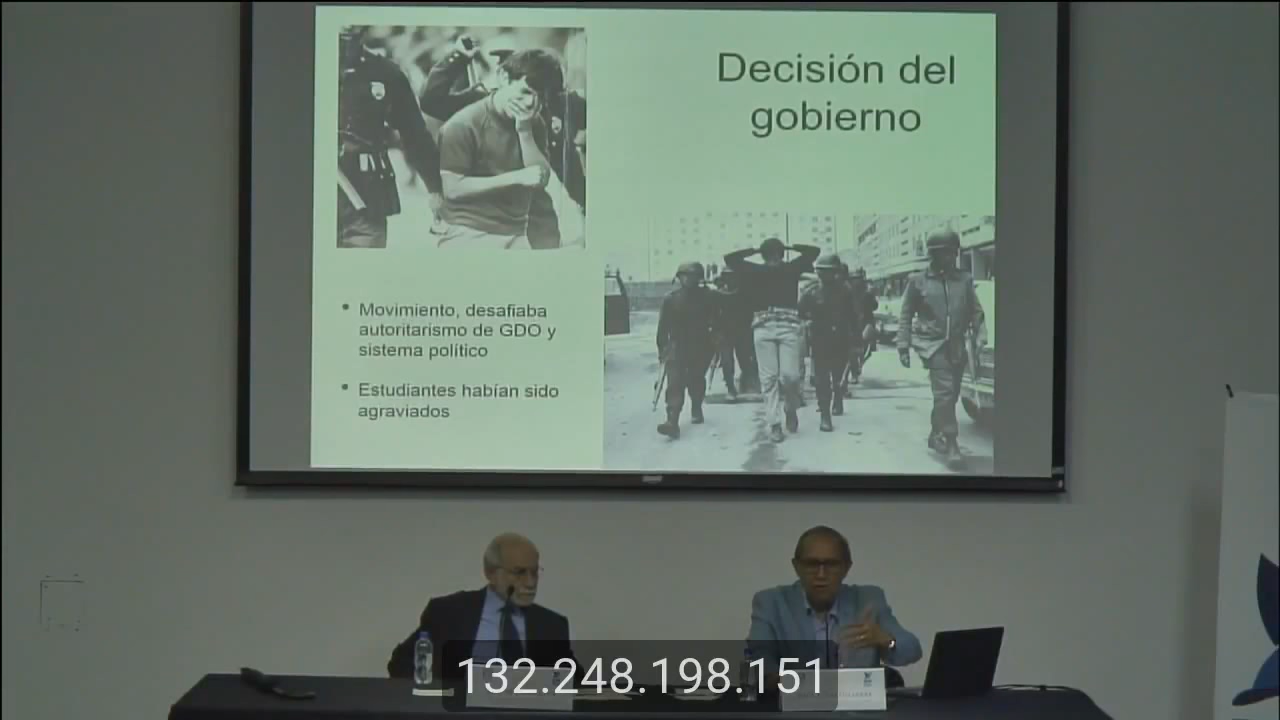 Decisión del
gobierno
• Movimiento, desafiaba
autoritarismo de GDO y
sistema político
• Estudiantes habían sido
agraviados
132.248.198.151